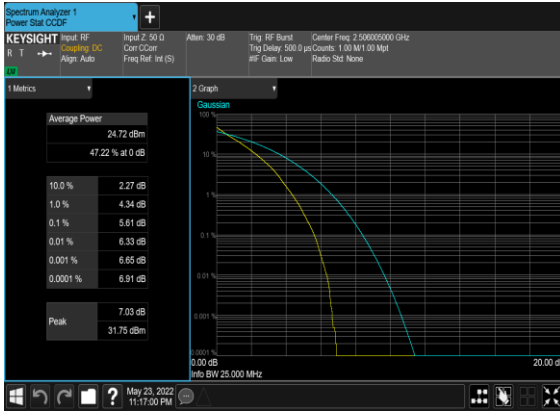 Spectrum Analyzer 1
Power Stat CCDF
KEYSIGHT
R T
Input: RF
Coupling: DC
Align: Auto
Input Z: 50 Ω
Corr CCorr
Freq Ref: Int (S)
Atten: 30 dB
Trig: RF Burst
Trig Delay: 500.0 µs
#IF Gain: Low
Center Freq: 2.506005000 GHz
Counts: 1.00 M/1.00 Mpt
Radio Std: None
1 Metrics
Average Power
24.72 dBm
47.22 % at 0 dB
10.0 % 2.27 dB
1.0 % 4.34 dB
0.1 % 5.61 dB
0.01 % 6.33 dB
0.001 % 6.65 dB
0.0001 % 6.91 dB
Peak
7.03 dB
31.75 dBm
2 Graph
Gaussian
100 %
10 %
1 %
0.1 %
0.01 %
0.001 %
0.0001 %
0.00 dB
20.00 d
Info BW 25.000 MHz
May 23, 2022
11:17:00 PM